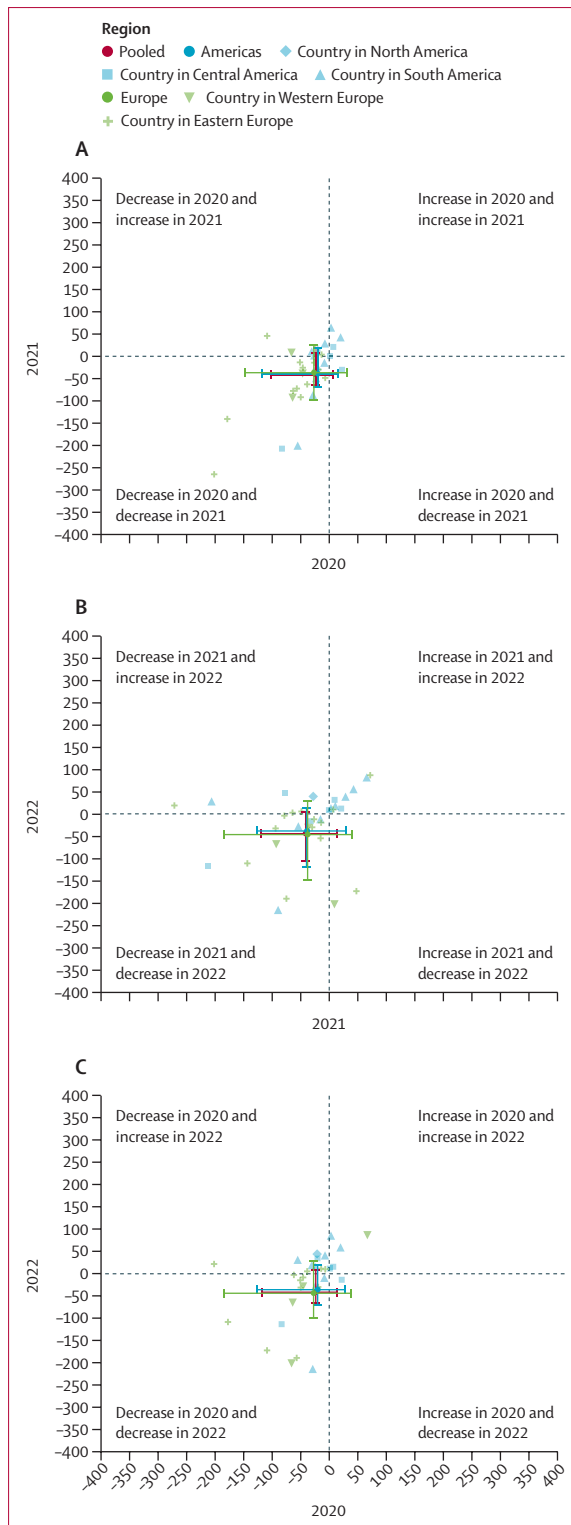 Region
Pooled Americas Country in North America
Country in Central America Country in South America
Europe Country in Western Europe
Country in Eastern Europe
A
400
350
300
250
200
150
100
50
0
–50
–100
–150
–200
–250
–300
–350
–400
2021
Decrease in 2020 and
increase in 2021
Increase in 2020 and
increase in 2021
Decrease in 2020 and
decrease in 2021
Increase in 2020 and
decrease in 2021
2020
B
400
350
300
250
200
150
100
50
0
–50
–100
–150
–200
–250
–300
–350
–400
2022
Decrease in 2021 and
increase in 2022
Increase in 2021 and
increase in 2022
Decrease in 2021 and
decrease in 2022
Increase in 2021 and
decrease in 2022
2021
C
400
350
300
250
200
150
100
50
0
–50
–100
–150
–200
–250
–300
–350
–400
2022
Decrease in 2020 and
increase in 2022
Increase in 2020 and
increase in 2022
Decrease in 2020 and
decrease in 2022
Increase in 2020 and
decrease in 2022
–400 –350 –300 –250 –200 –150 –100 –50 0 50 100 150 200 250 300 350 400
2020